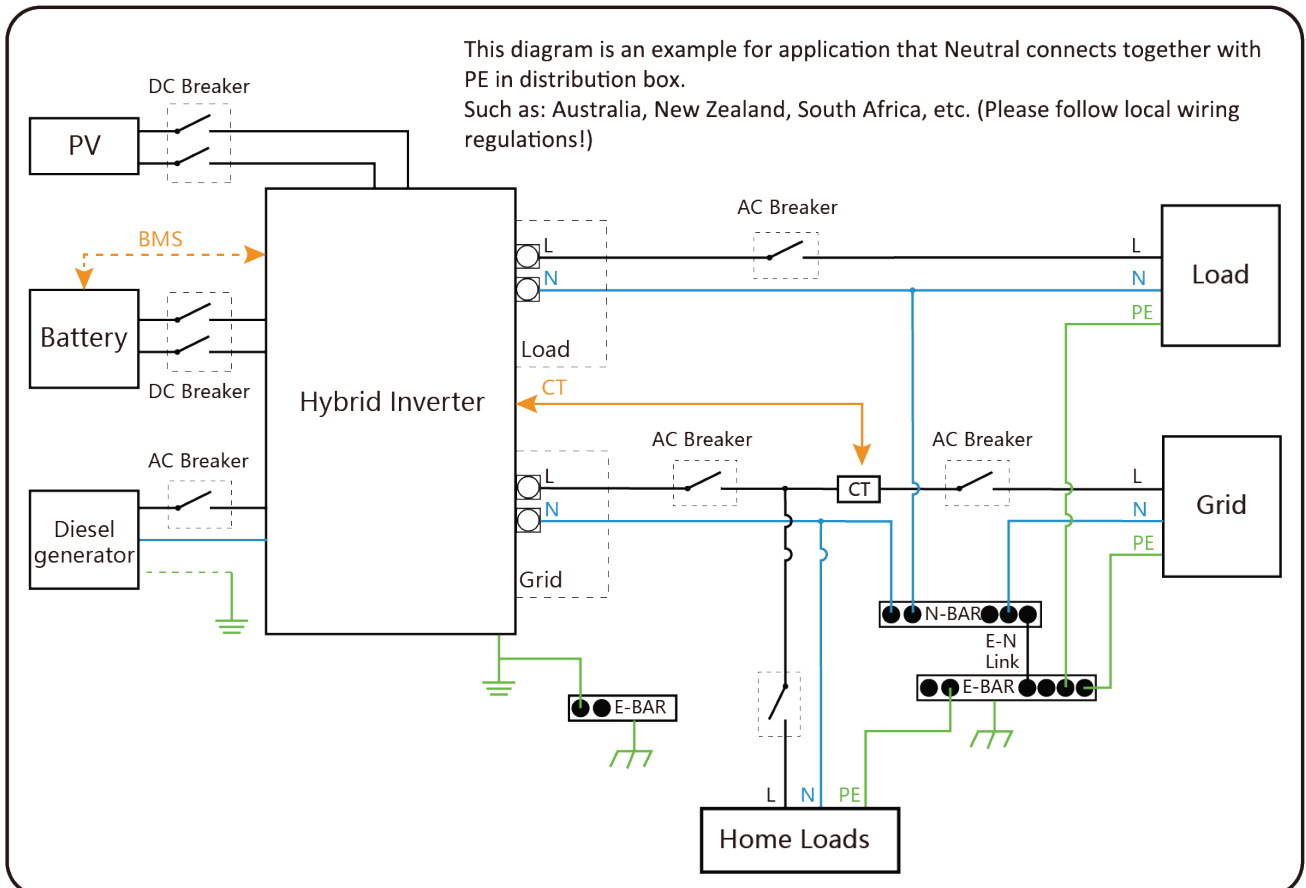 This diagram is an example for application that Neutral connects together with
PE in distribution box.
Such as: Australia, New Zealand, South Africa, etc. (Please follow local wiring
regulations!)
DC Breaker
PV
AC Breaker
BMS
L
N
L
N
PE
Load
Battery
Load
DC Breaker
Hybrid Inverter
CT
AC Breaker
AC Breaker
AC Breaker
L
N
CT
L
N
PE
Grid
Diesel
generator
Grid
N-BAR
E-N
Link
E-BAR
E-BAR
L
N
PE
Home Loads